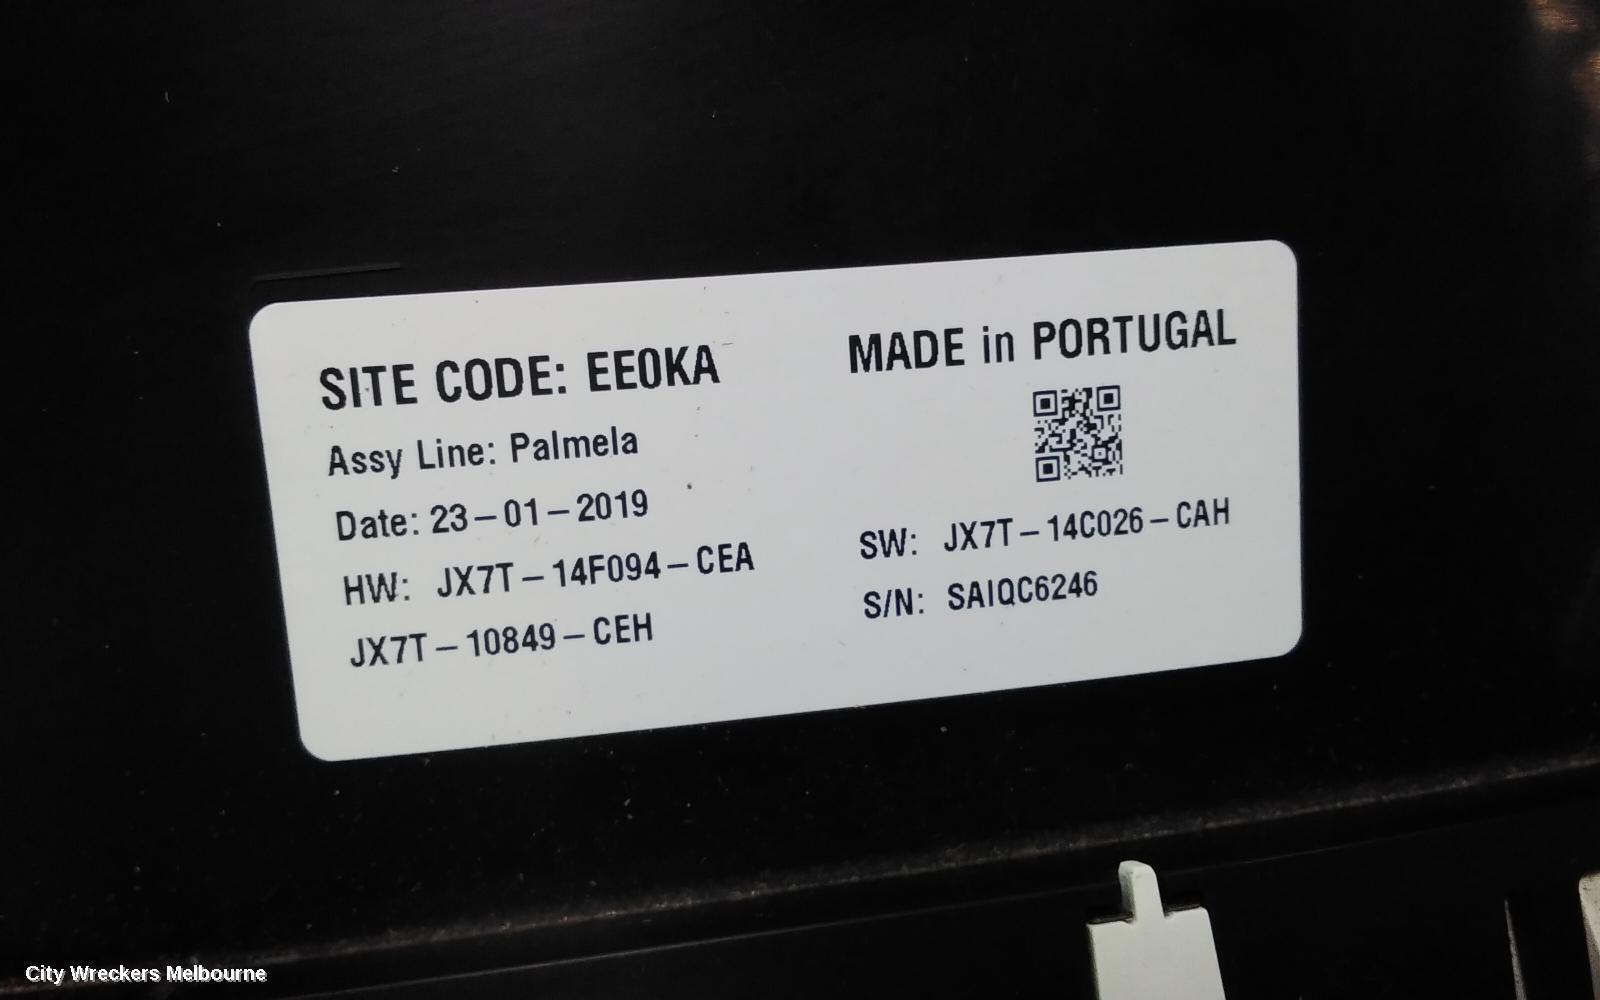 SITE CODE: EE0KA
MADE in PORTUGAL
Assy Line: Palmela
Date: 23-01-2019
HW: JX7T-14F094-CEA
SW: JX7T-14C026-CAH
JX7T-10849-CEH
S/N: SAIQC6246
City Wreckers Melbourne